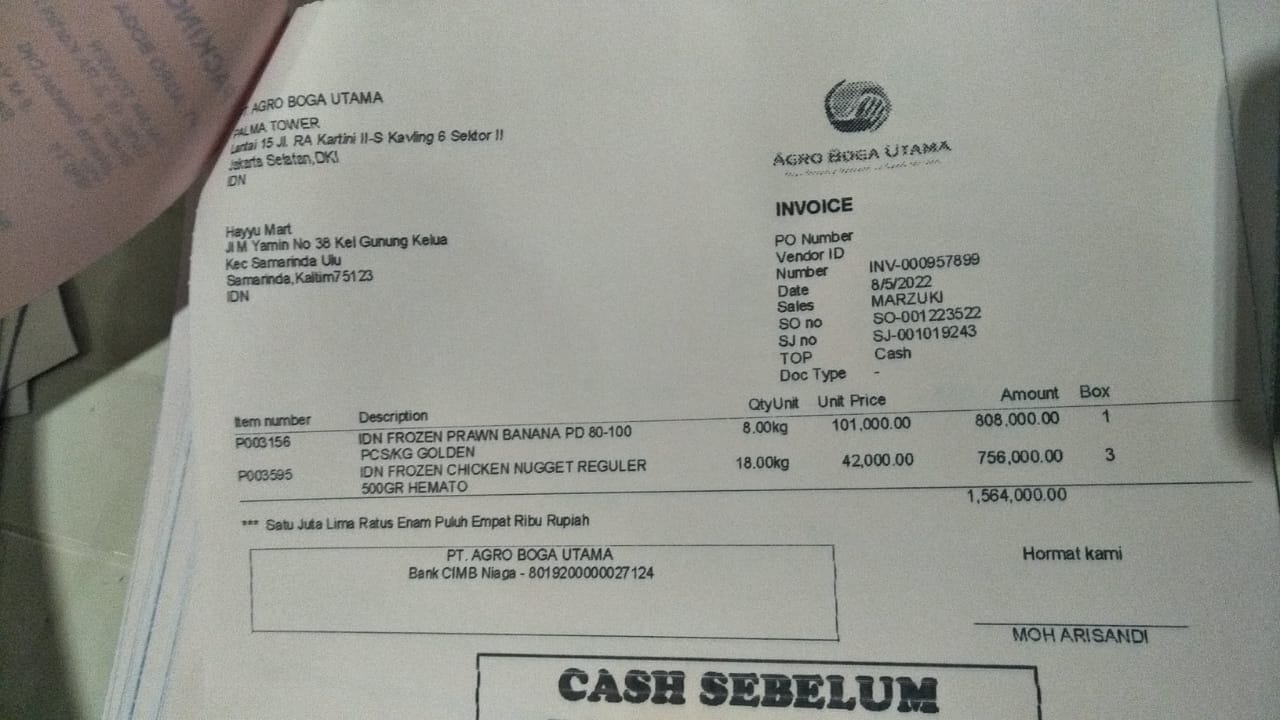 AGRO BOGA UTAMA
PALMA TOWER
Lantai 15 Jl. RA Kartini II-S Kavling 6 Sektor II
Jakarta Selatan,DKI
IDN
Hayyu Mart
Jl M Yamin No 38 Kel Gunung Kelua
Kec Samarinda Ulu
Samarinda,Kaltim75123
IDN
AGRO BOGA UTAMA
INVOICE
PO Number
Vendor ID
Number INV-000957899
Date 8/5/2022
Sales MARZUKI
SO no SO-001223522
SJ no SJ-001019243
TOP Cash
Doc Type -
Item number Description QtyUnit Unit Price Amount Box
P003156 IDN FROZEN PRAWN BANANA PD 80-100 8.00kg 101,000.00 808,000.00 1
PCS/KG GOLDEN
P003595 IDN FROZEN CHICKEN NUGGET REGULER 18.00kg 42,000.00 756,000.00 3
500GR HEMATO
1,564,000.00
*** Satu Juta Lima Ratus Enam Puluh Empat Ribu Rupiah
PT. AGRO BOGA UTAMA
Bank CIMB Niaga - 8019200000027124
Hormat kami
MOH ARISANDI
CASH SEBELUM